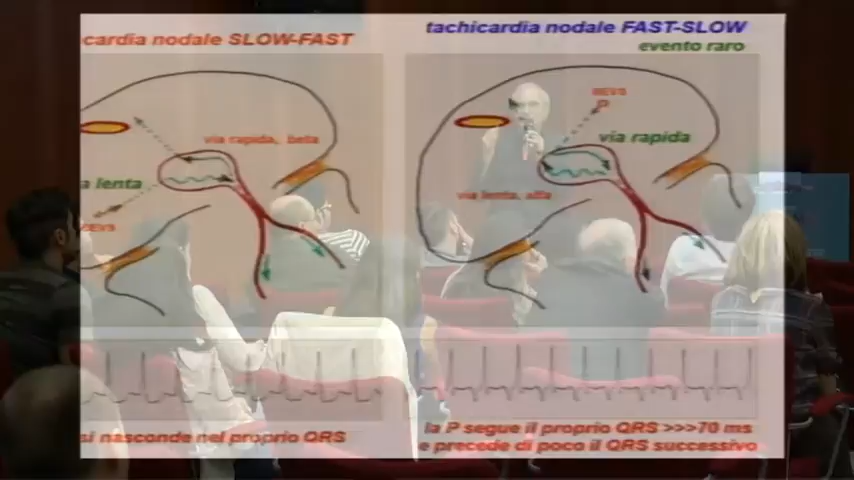 cardia nodale SLOW-FAST
via rapida, beta
a lenta
si nasconde nel proprio QRS
tachicardia nodale FAST-SLOW
evento raro
P
via rapida
via lenta, alfa
la P segue il proprio QRS >>>70 ms
e precede di poco il QRS successivo